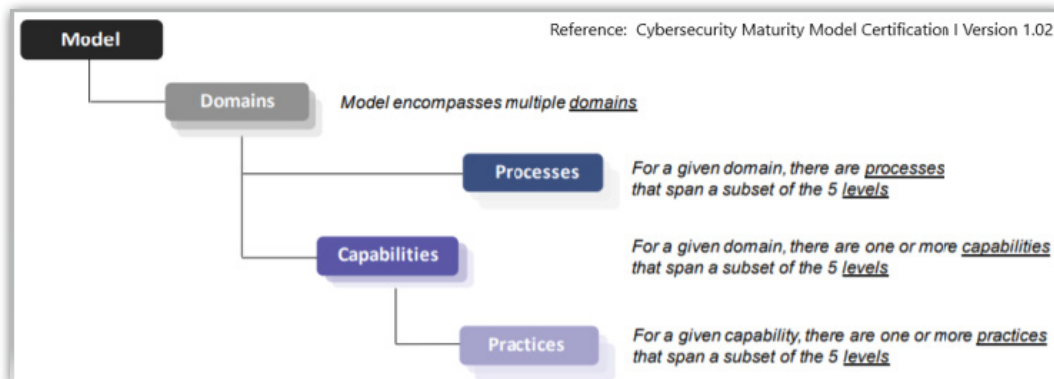 Model
Reference: Cybersecurity Maturity Model Certification I Version 1.02
Domains
Model encompasses multiple domains
Processes
For a given domain, there are processes
that span a subset of the 5 levels
Capabilities
For a given domain, there are one or more capabilities
that span a subset of the 5 levels
Practices
For a given capability, there are one or more practices
that span a subset of the 5 levels